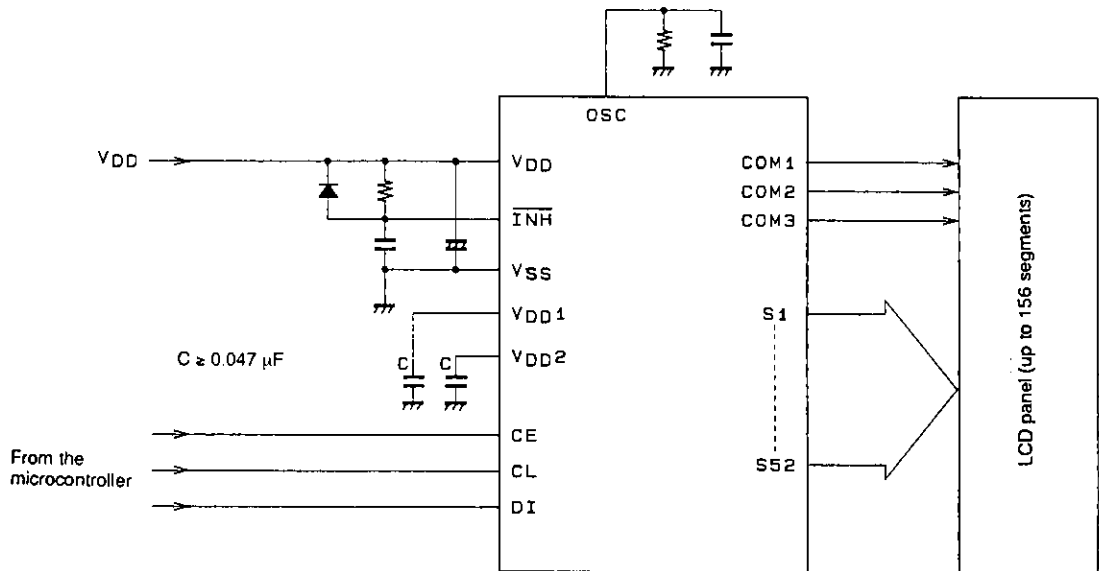 OSC
VDD
VDD
COM1
COM2
INH
COM3
VSS
VDD1
S1
C ≥ 0.047 µF
C
C
VDD2
CE
From the
microcontroller
CL
S52
DI
LCD panel (up to 156 segments)